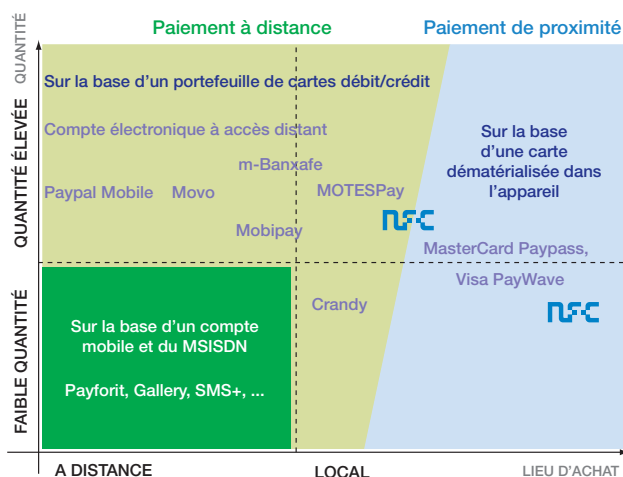 Paiement à distance
Paiement de proximité
QUANTITÉ
QUANTITÉ ÉLEVÉE
FAIBLE QUANTITÉ
Sur la base d'un portefeuille de cartes débit/crédit
Compte électronique à accès distant
m-Banxafe
Paypal Mobile
Movo
MOTESPay
Mobipay
NFC
Sur la base
d'une carte
dématérialisée dans
l'appareil
MasterCard Paypass,
Visa PayWave
NFC
Crandy
Sur la base d'un compte
mobile et du MSISDN
Payforit, Gallery, SMS+, ...
A DISTANCE
LOCAL
LIEU D'ACHAT